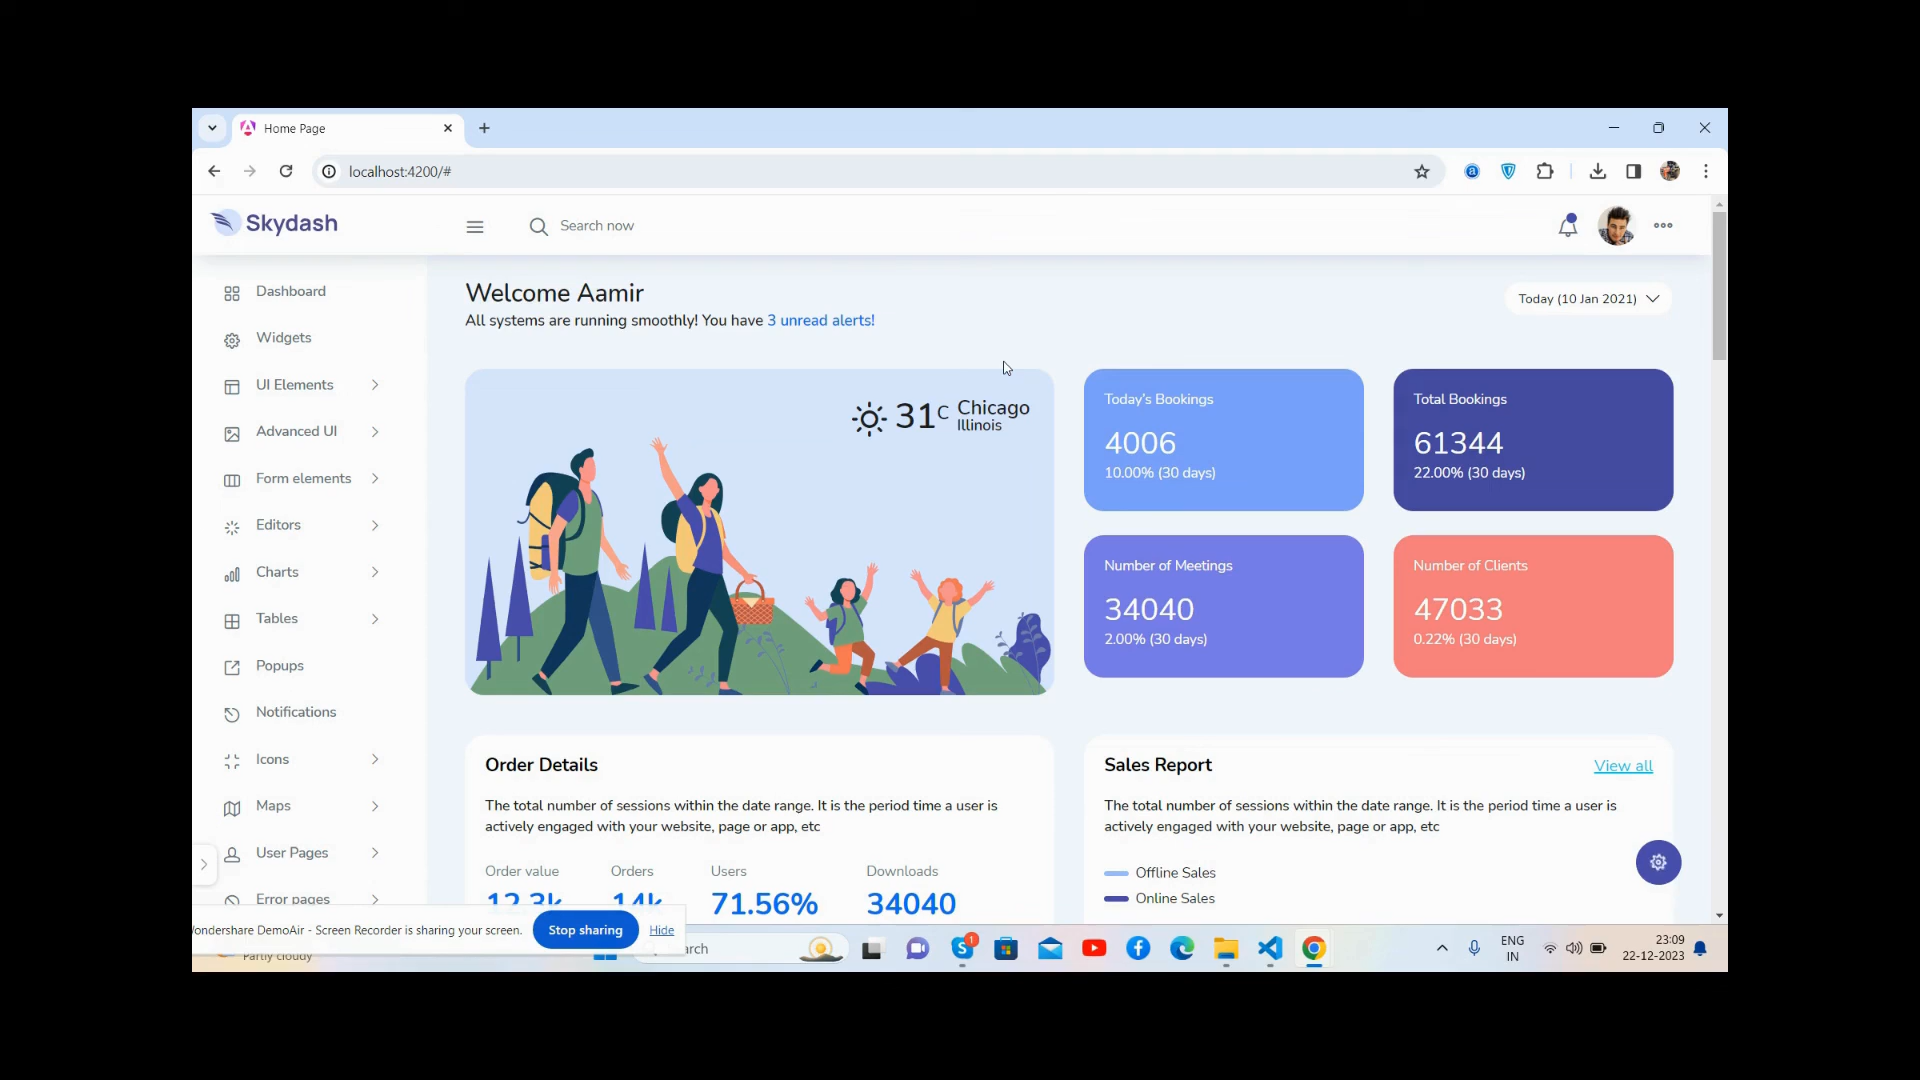 Home Page
localhost:4200/#
Skydash
Search now
Dashboard
Widgets
UI Elements
Advanced UI
Form elements
Editors
Charts
Tables
Popups
Notifications
Icons
Maps
User Pages
Error pages
Welcome Aamir
All systems are running smoothly! You have 3 unread alerts!
Today (10 Jan 2021)
31 C Chicago
Illinois
Today's Bookings
4006
10.00% (30 days)
Total Bookings
61344
22.00% (30 days)
Number of Meetings
34040
2.00% (30 days)
Number of Clients
47033
0.22% (30 days)
Order Details
The total number of sessions within the date range. It is the period time a user is
actively engaged with your website, page or app, etc
Order value
12.3k
Orders
14k
Users
71.56%
Downloads
34040
Sales Report
View all
The total number of sessions within the date range. It is the period time a user is
actively engaged with your website, page or app, etc
Offline Sales
Online Sales
ondershare DemoAir - Screen Recorder is sharing your screen.
Stop sharing
Hide
Partly cloudy
arch
1
ENG
IN
23:09
22-12-2023